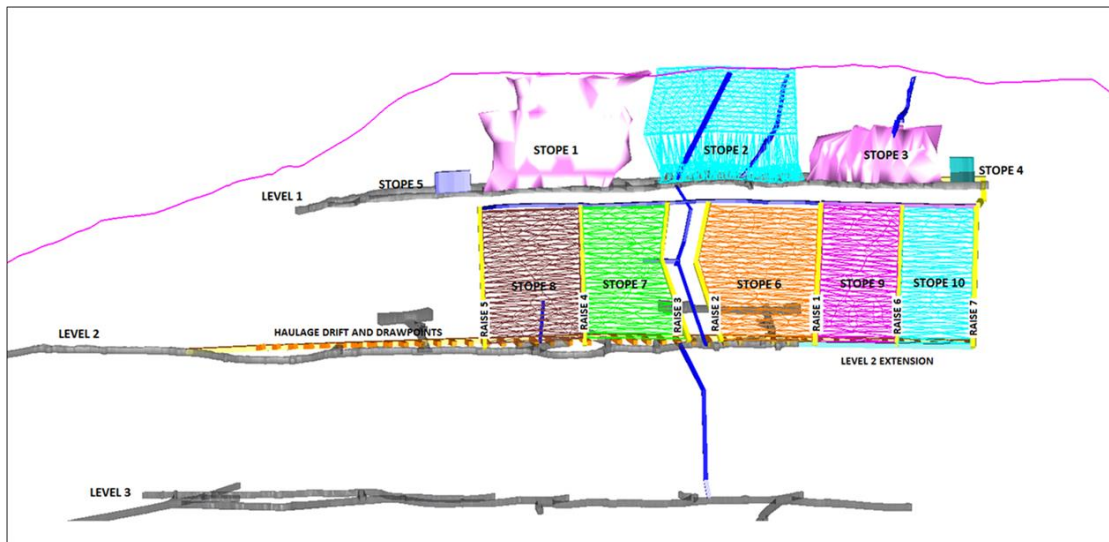 STOPE 1
STOPE 2
STOPE 3
STOPE 4
STOPE 5
LEVEL 1
STOPE 8
STOPE 7
STOPE 6
STOPE 9
STOPE 10
RAISE 5
RAISE 4
RAISE 3
RAISE 2
RAISE 1
RAISE 6
RAISE 7
HAULAGE DRIFT AND DRAWPOINTS
LEVEL 2
LEVEL 2 EXTENSION
LEVEL 3